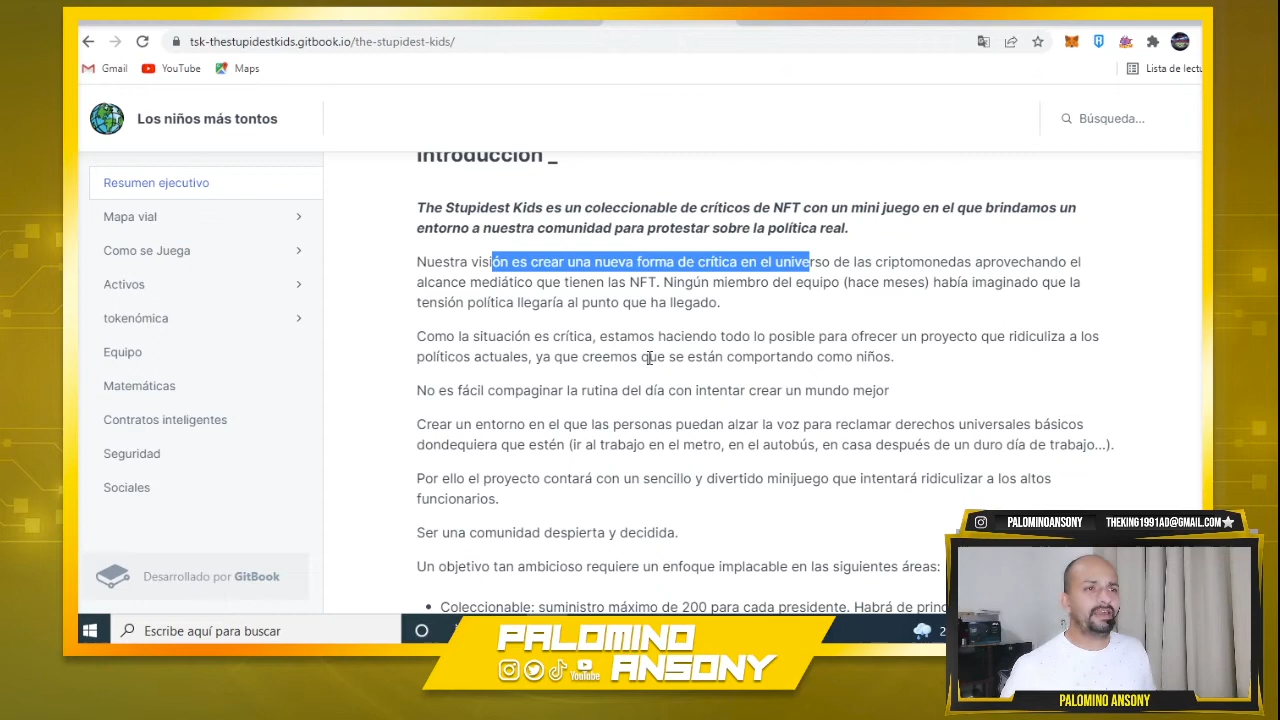 tsk-thestupidestkids.gitbook.io/the-stupidest-kids/
Gmail YouTube Maps
Lista de lectu
Los niños más tontos
Búsqueda...
Introducción _
Resumen ejecutivo
Mapa vial
Como se Juega
Activos
tokenómica
Equipo
Matemáticas
Contratos inteligentes
Seguridad
Sociales
Desarrollado por GitBook
The Stupidest Kids es un coleccionable de críticos de NFT con un mini juego en el que brindamos un
entorno a nuestra comunidad para protestar sobre la política real.
Nuestra visión es crear una nueva forma de crítica en el universo de las criptomonedas aprovechando el
alcance mediático que tienen las NFT. Ningún miembro del equipo (hace meses) había imaginado que la
tensión política llegaría al punto que ha llegado.
Como la situación es crítica, estamos haciendo todo lo posible para ofrecer un proyecto que ridiculiza a los
políticos actuales, ya que creemos que se están comportando como niños.
No es fácil compaginar la rutina del día con intentar crear un mundo mejor
Crear un entorno en el que las personas puedan alzar la voz para reclamar derechos universales básicos
dondequiera que estén (ir al trabajo en el metro, en el autobús, en casa después de un duro día de trabajo...).
Por ello el proyecto contará con un sencillo y divertido minijuego que intentará ridiculizar a los altos
funcionarios.
Ser una comunidad despierta y decidida.
Un objetivo tan ambicioso requiere un enfoque implacable en las siguientes áreas:
• Coleccionable: suministro máximo de 200 para cada presidente. Habrá de princ
Escribe aquí para buscar
2
PALOMINOANSONY THEKING1991AD@GMAIL.COM
PALOMINO
YouTube ANSONY
PALOMINO ANSONY